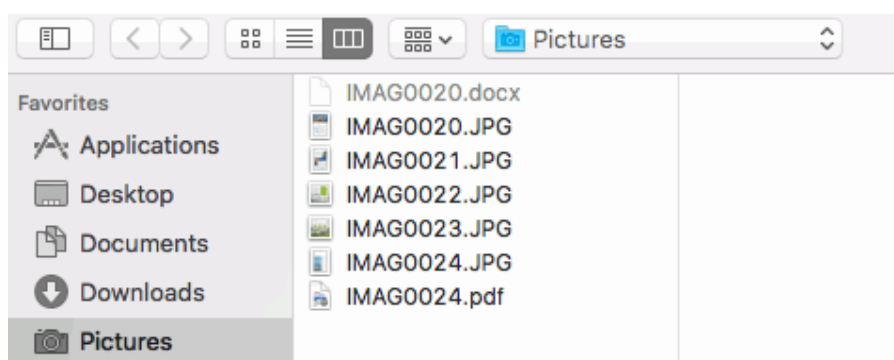 Pictures
Favorites
Applications
Desktop
Documents
Downloads
Pictures
IMAG0020.docx
IMAG0020.JPG
IMAG0021.JPG
IMAG0022.JPG
IMAG0023.JPG
IMAG0024.JPG
IMAG0024.pdf